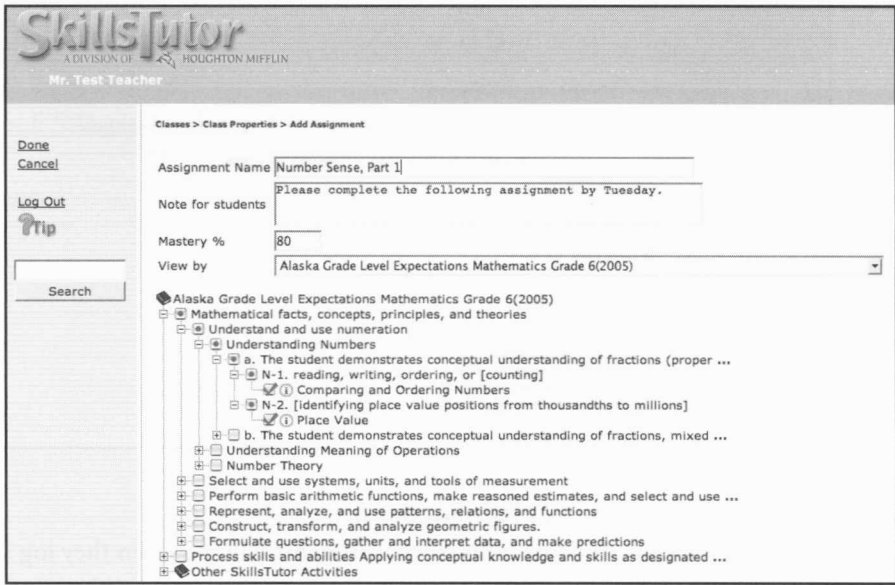 SkillsTutor
A DIVISION OF HOUGHTON MIFFLIN
Mr. Test Teacher
Classes > Class Properties > Add Assignment
Done
Cancel
Log Out
?Tip
Search
Assignment Name Number Sense, Part 1
Note for students Please complete the following assignment by Tuesday.
Mastery % 80
View by Alaska Grade Level Expectations Mathematics Grade 6(2005)
Alaska Grade Level Expectations Mathematics Grade 6(2005)
Mathematical facts, concepts, principles, and theories
Understand and use numeration
Understanding Numbers
a. The student demonstrates conceptual understanding of fractions (proper ...
N-1. reading, writing, ordering, or [counting]
Comparing and Ordering Numbers
N-2. [identifying place value positions from thousandths to millions]
Place Value
b. The student demonstrates conceptual understanding of fractions, mixed ...
Understanding Meaning of Operations
Number Theory
Select and use systems, units, and tools of measurement
Perform basic arithmetic functions, make reasoned estimates, and select and use ...
Represent, analyze, and use patterns, relations, and functions
Construct, transform, and analyze geometric figures.
Formulate questions, gather and interpret data, and make predictions
Process skills and abilities Applying conceptual knowledge and skills as designated ...
Other SkillsTutor Activities